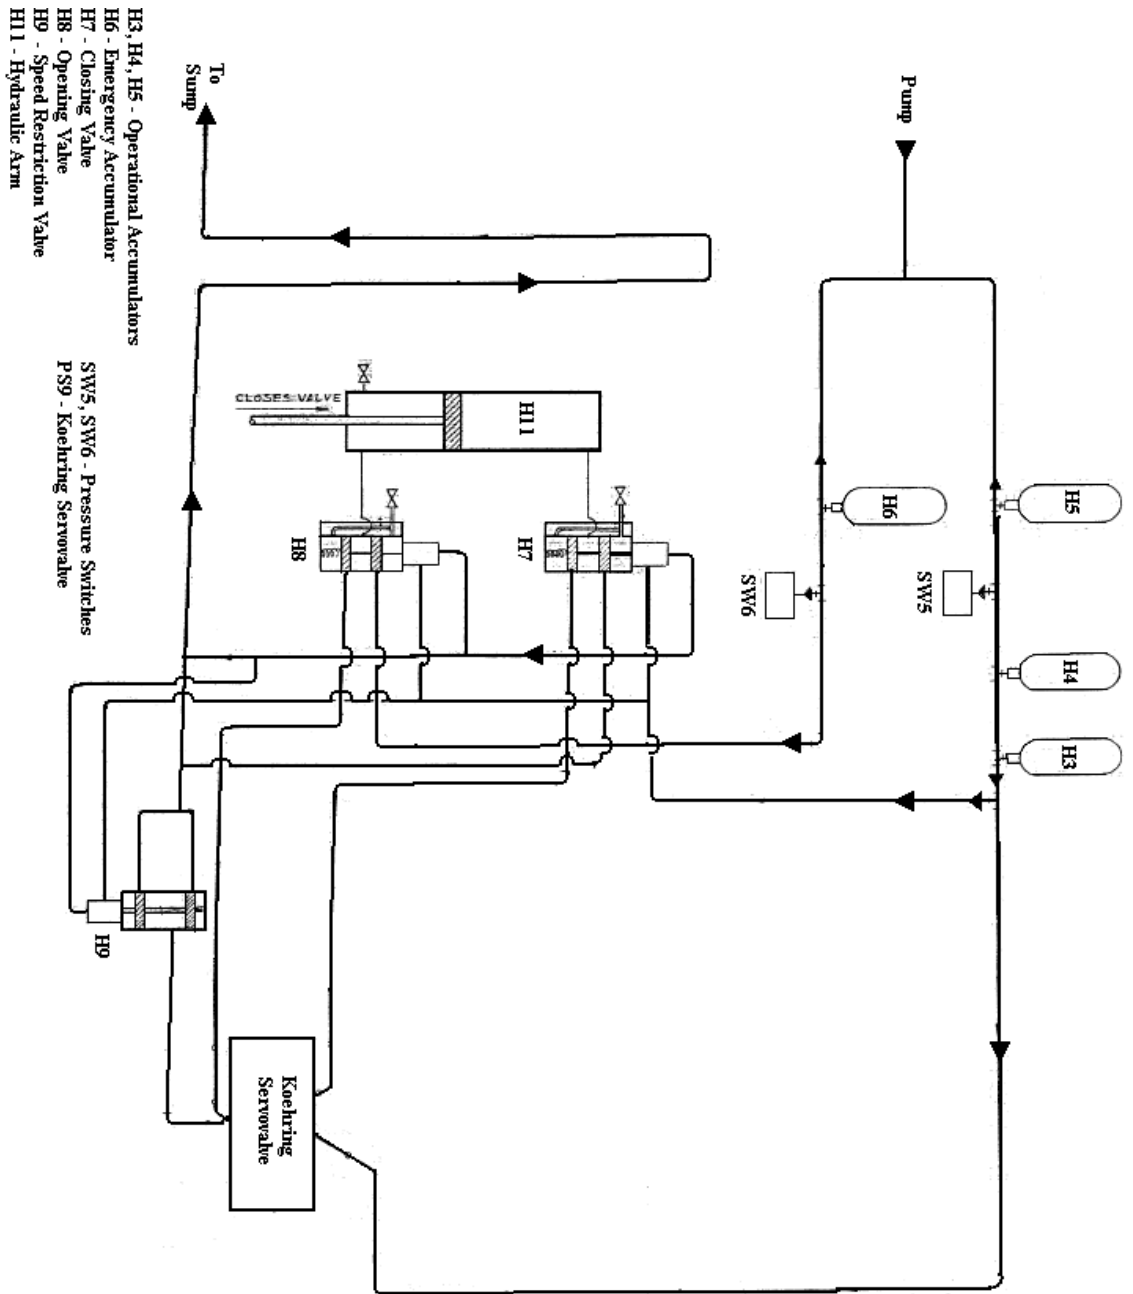 Pump
To
Sump
H5
SW5
H4
H3
H6
SW6
H11
CLOSES VALVE
H7
H8
H9
Koehring
Servovalve
H3, H4, H5 - Operational Accumulators
H6 - Emergency Accumulator
H7 - Closing Valve
H8 - Opening Valve
H9 - Speed Restriction Valve
H11 - Hydraulic Arm
SW5, SW6 - Pressure Switches
PS9 - Koehring Servovalve